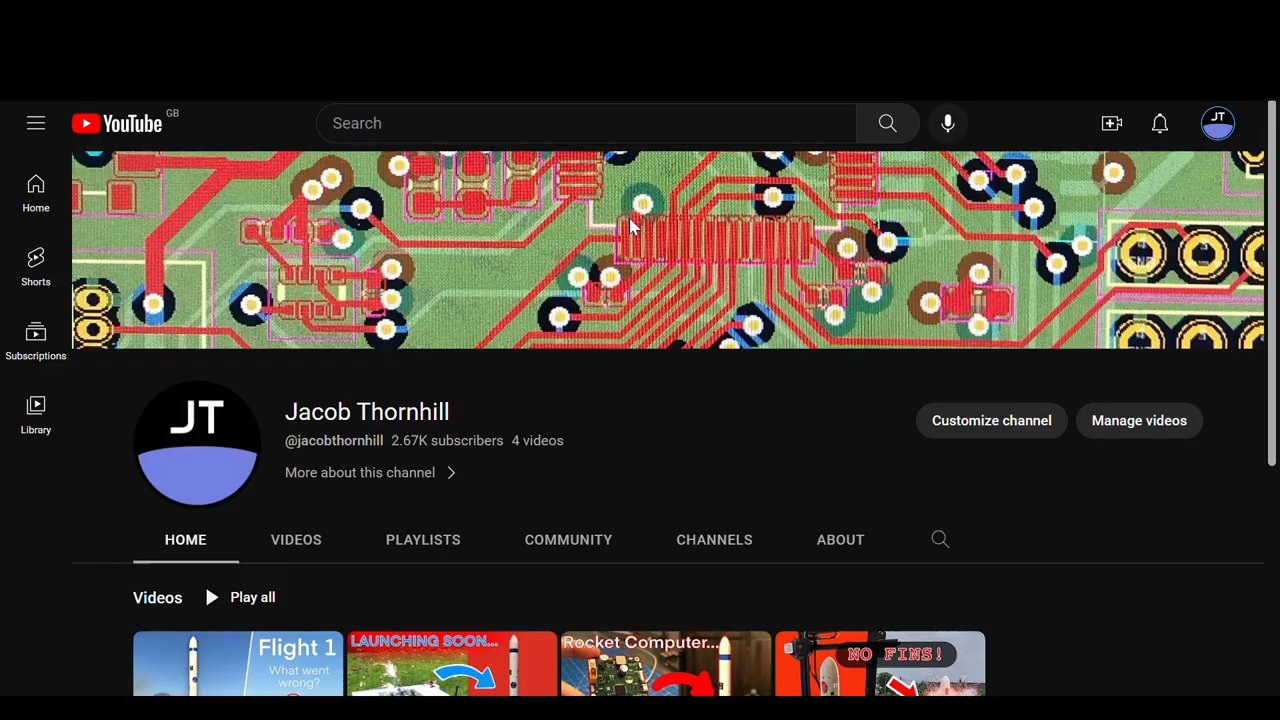 YouTube GB
Search
JT
Home
Shorts
Subscriptions
Library
JT
Jacob Thornhill
@jacobthornhill 2.67K subscribers 4 videos
More about this channel
Customize channel
Manage videos
HOME VIDEOS PLAYLISTS COMMUNITY CHANNELS ABOUT
Videos Play all
Flight 1
What went
wrong?
LAUNCHING SOON...
Rocket Computer...
NO FINS!